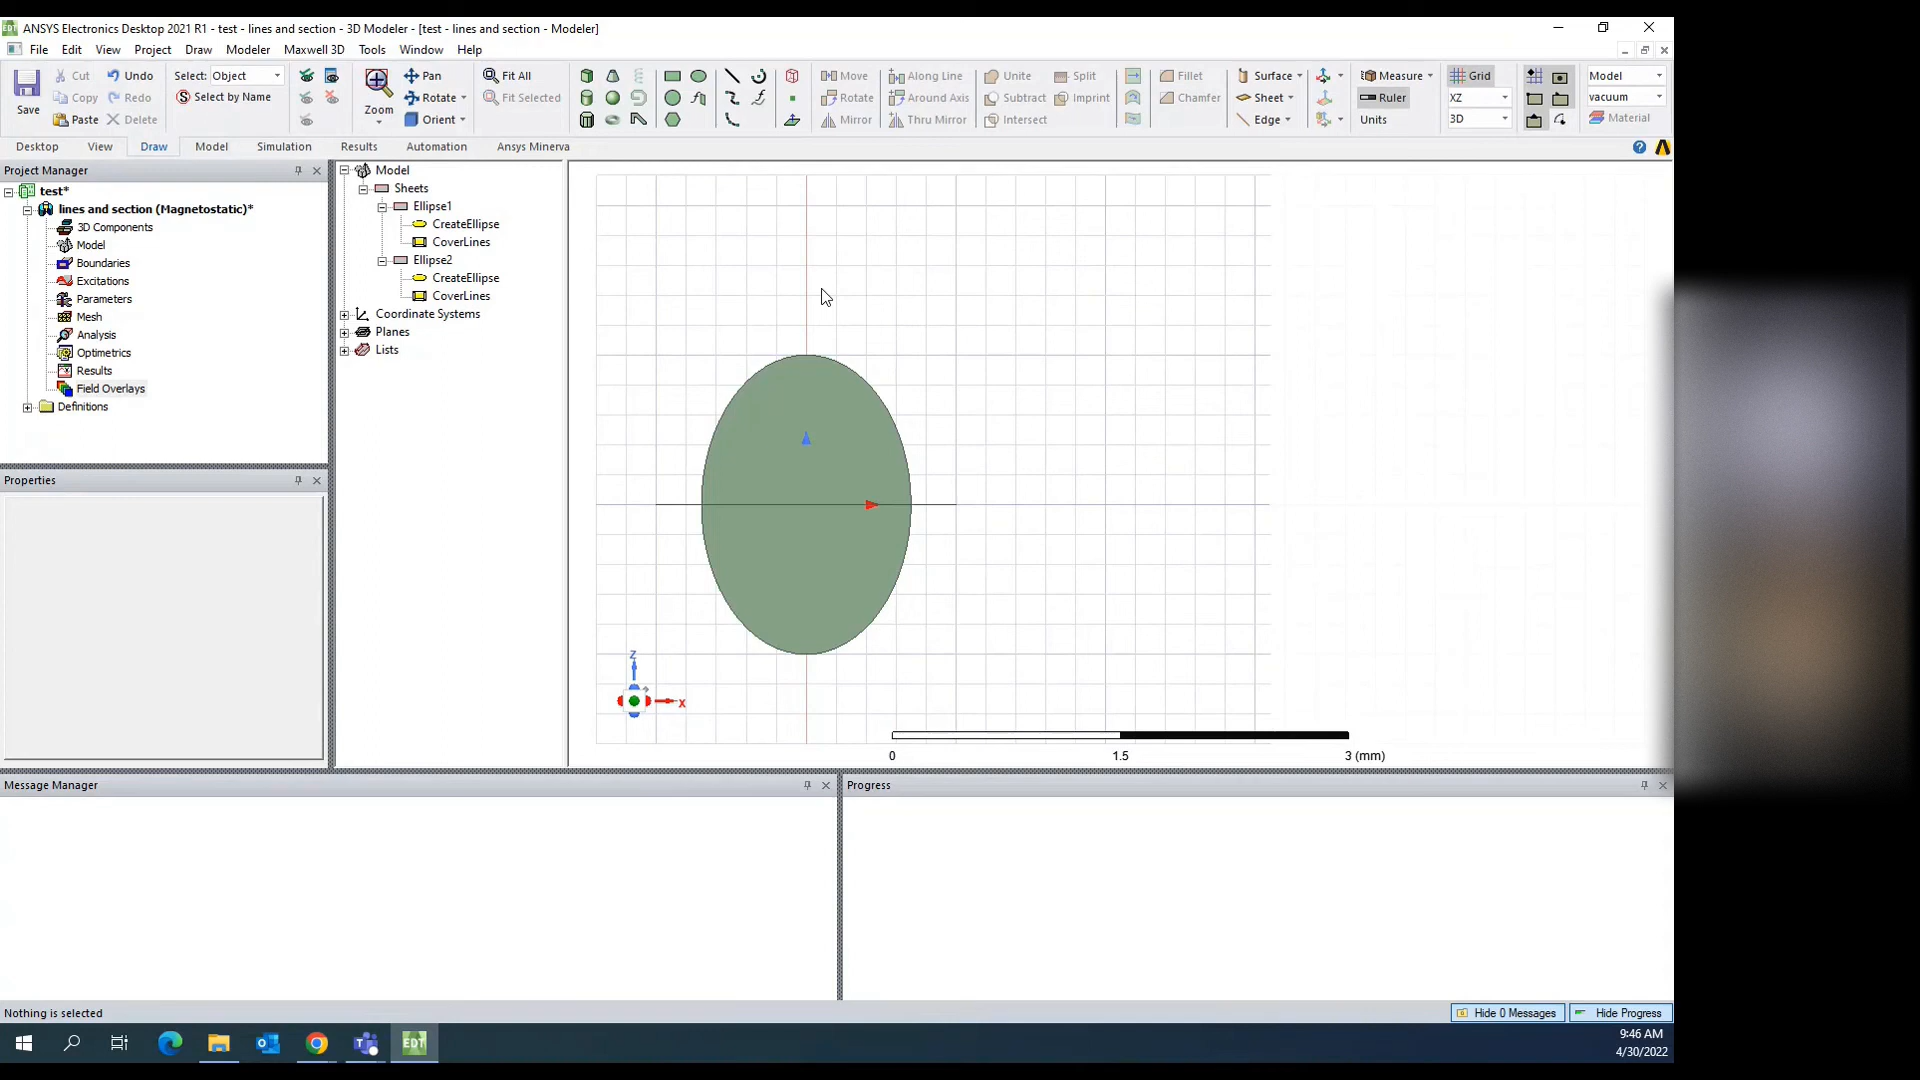 ANSYS Electronics Desktop 2021 R1 - test - lines and section - 3D Modeler - [test - lines and section - Modeler]
File Edit View Project Draw Modeler Maxwell 3D Tools Window Help
Save
Cut
Copy
Paste
Undo
Redo
Delete
Select: Object
Select by Name
Zoom
Pan
Rotate
Orient
Fit All
Fit Selected
Move
Rotate
Mirror
Along Line
Around Axis
Thru Mirror
Unite
Subtract
Intersect
Split
Imprint
Fillet
Chamfer
Surface
Sheet
Edge
Measure
Ruler
Units
Grid
XZ
3D
Model
vacuum
Material
Desktop View Draw Model Simulation Results Automation Ansys Minerva
Project Manager
test*
lines and section (Magnetostatic)*
3D Components
Model
Boundaries
Excitations
Parameters
Mesh
Analysis
Optimetrics
Results
Field Overlays
Definitions
Properties
Model
Sheets
Ellipse1
CreateEllipse
CoverLines
Ellipse2
CreateEllipse
CoverLines
Coordinate Systems
Planes
Lists
Z
X
0 1.5 3 (mm)
Message Manager
Progress
Nothing is selected
Hide 0 Messages
Hide Progress
EDT
9:46 AM
4/30/2022